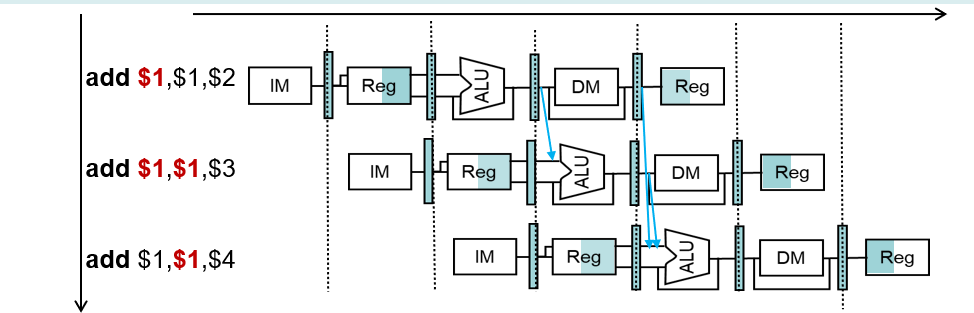 add $1,$1,$2 IM Reg ALU DM Reg
add $1,$1,$3 IM Reg ALU DM Reg
add $1,$1,$4 IM Reg ALU DM Reg